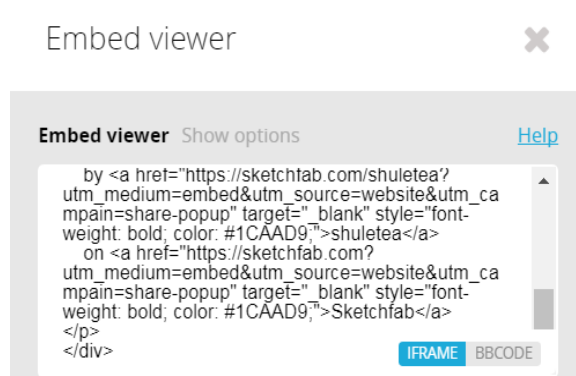 Embed viewer
Embed viewer Show options Help
by <a href="https://sketchfab.com/shuletea?
utm_medium=embed&utm_source=website&utm_ca
mpain=share-popup" target="_blank" style="font-
weight: bold; color: #1CAAD9;">shuletea</a>
on <a href="https://sketchfab.com?
utm_medium=embed&utm_source=website&utm_ca
mpain=share-popup" target="_blank" style="font-
weight: bold; color: #1CAAD9;">Sketchfab</a>
</p>
</div>
IFRAME BBCODE